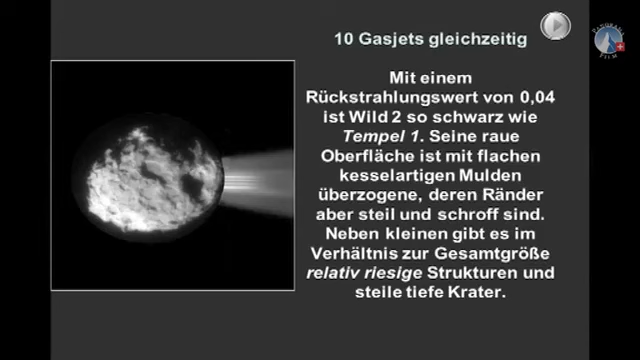 10 Gasjets gleichzeitig
Mit einem
Rückstrahlungswert von 0,04
ist Wild 2 so schwarz wie
Tempel 1. Seine raue
Oberfläche ist mit flachen
kesselartigen Mulden
überzogene, deren Ränder
aber steil und schroff sind.
Neben kleinen gibt es im
Verhältnis zur Gesamtgröße
relativ riesige Strukturen und
steile tiefe Krater.